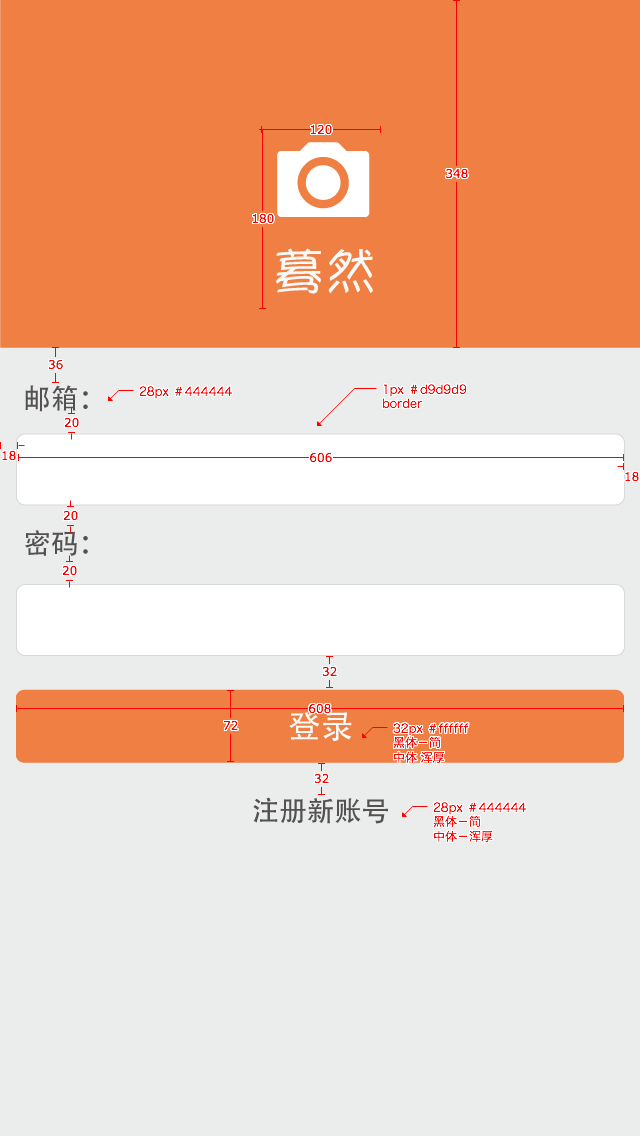 120
348
180
蓦然
36
邮箱：
28px #444444
1px #d9d9d9
border
20
18
606
18
20
密码：
20
32
608
72
登录
32px #ffffff
黑体－简
中体 浑厚
32
注册新账号
28px #444444
黑体－简
中体－浑厚